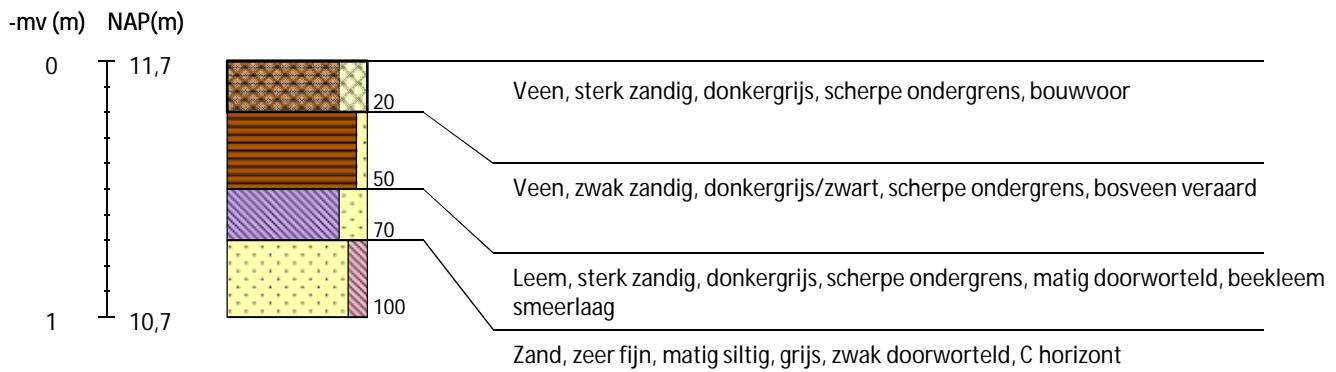 -mv (m) NAP(m)
0 11,7
20 Veen, sterk zandig, donkergrijs, scherpe ondergrens, bouwvoor
50 Veen, zwak zandig, donkergrijs/zwart, scherpe ondergrens, bosveen veraard
70 Leem, sterk zandig, donkergrijs, scherpe ondergrens, matig doorworteld, beekleem
smeerlaag
100
1 10,7
Zand, zeer fijn, matig siltig, grijs, zwak doorworteld, C horizont